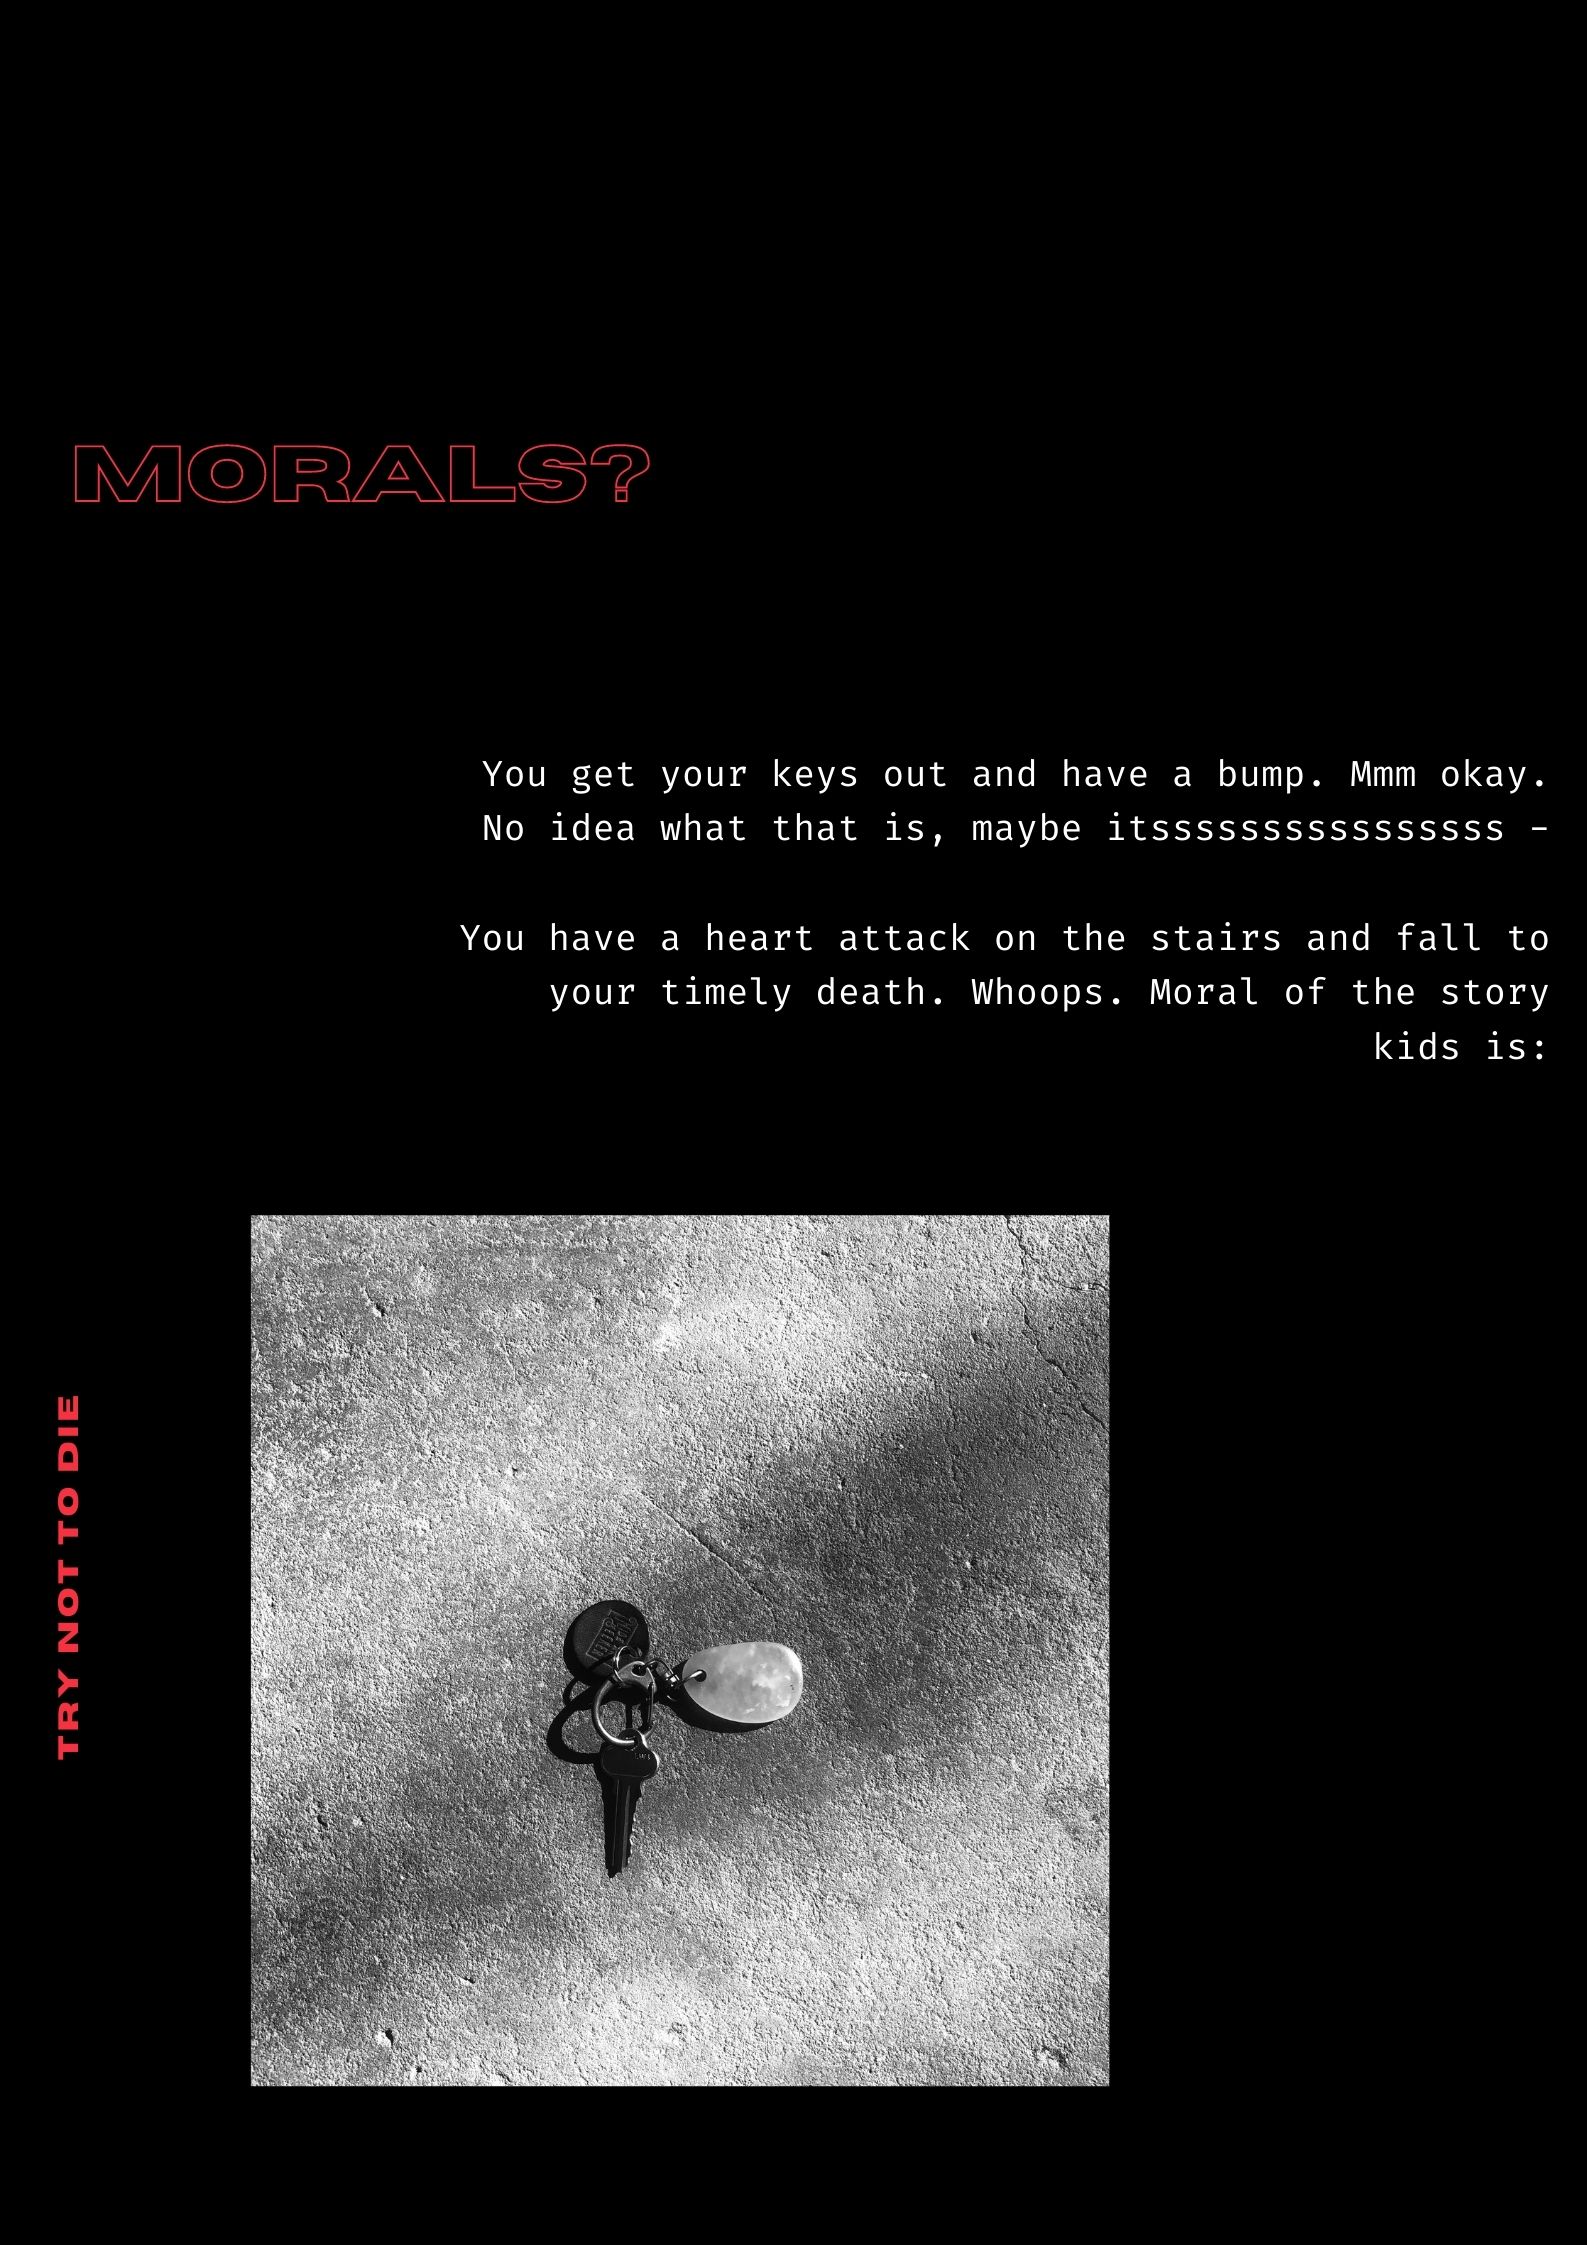 MORALS?
You get your keys out and have a bump. Mmm okay.
No idea what that is, maybe itssssssssssssssss –
You have a heart attack on the stairs and fall to
your timely death. Whoops. Moral of the story
kids is:
TRY NOT TO DIE